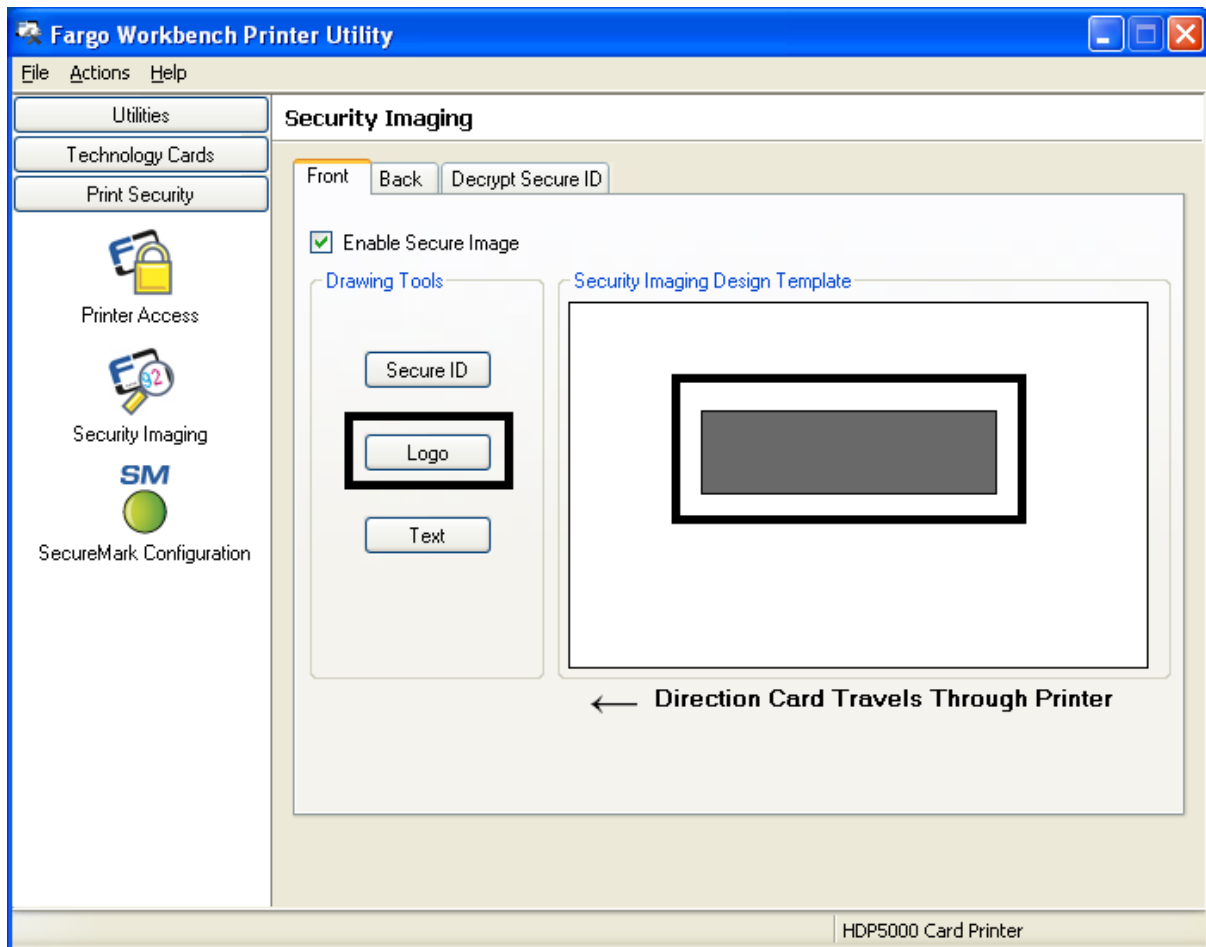 Fargo Workbench Printer Utility
File Actions Help
Utilities
Technology Cards
Print Security
Printer Access
92
Security Imaging
SM
SecureMark Configuration
Security Imaging
Front Back Decrypt Secure ID
Enable Secure Image
Drawing Tools
Secure ID
Logo
Text
Security Imaging Design Template
← Direction Card Travels Through Printer
HDP5000 Card Printer